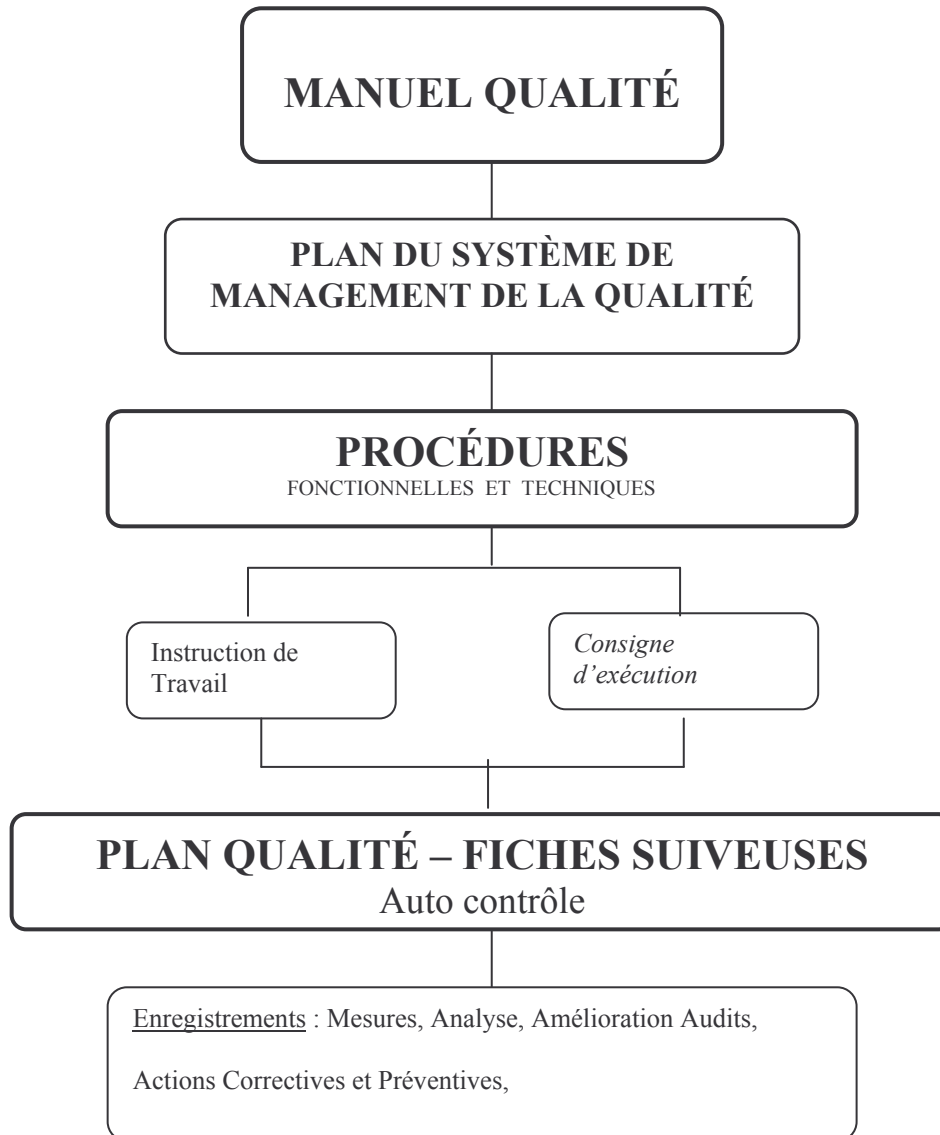 MANUEL QUALITÉ
PLAN DU SYSTÈME DE
MANAGEMENT DE LA QUALITÉ
PROCÉDURES
FONCTIONNELLES ET TECHNIQUES
Instruction de
Travail
Consigne
d’exécution
PLAN QUALITÉ – FICHES SUIVEUSES
Auto contrôle
Enregistrements : Mesures, Analyse, Amélioration Audits,
Actions Correctives et Préventives,